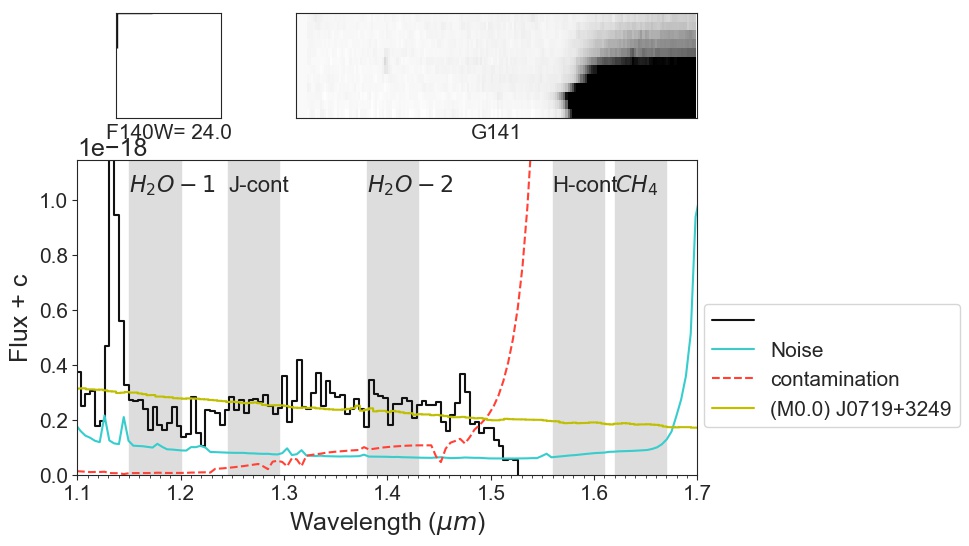 F140W= 24.0
G141
1e−18
H₂O − 1
J-cont
H₂O − 2
H-cont
CH₄
1.0
0.8
0.6
0.4
0.2
0.0
Flux + c
1.1
1.2
1.3
1.4
1.5
1.6
1.7
Wavelength (μm)
Noise
contamination
(M0.0) J0719+3249